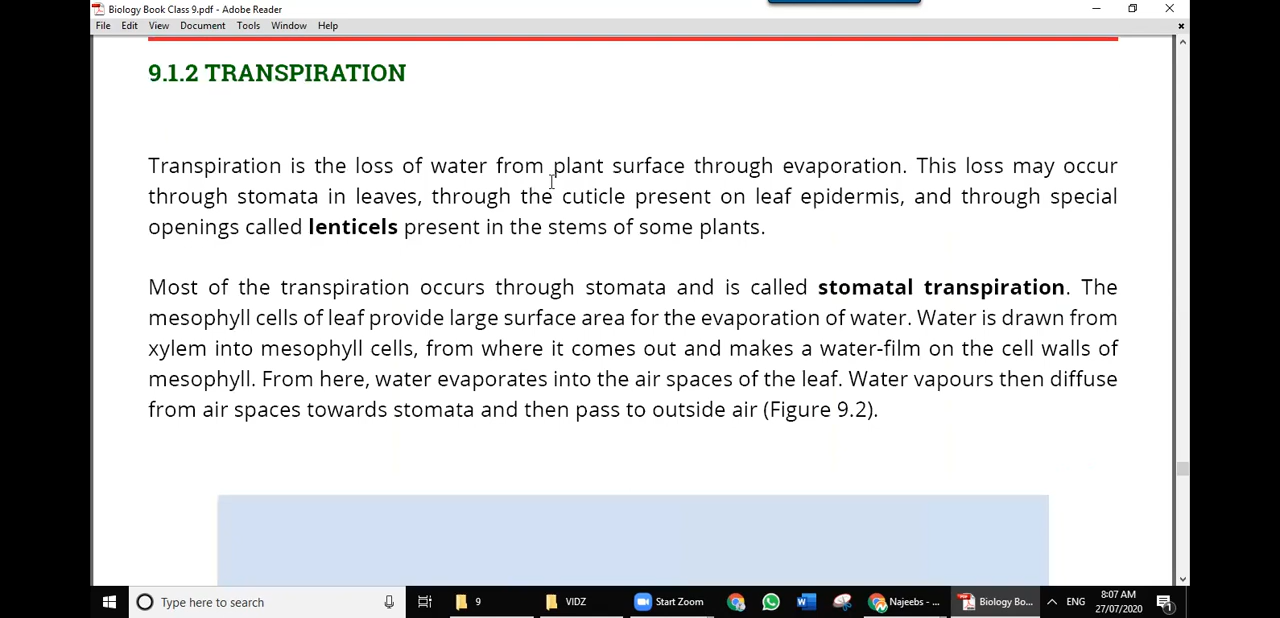 Biology Book Class 9.pdf - Adobe Reader
File Edit View Document Tools Window Help
9.1.2 TRANSPIRATION
Transpiration is the loss of water from plant surface through evaporation. This loss may occur
through stomata in leaves, through the cuticle present on leaf epidermis, and through special
openings called lenticels present in the stems of some plants.
Most of the transpiration occurs through stomata and is called stomatal transpiration. The
mesophyll cells of leaf provide large surface area for the evaporation of water. Water is drawn from
xylem into mesophyll cells, from where it comes out and makes a water-film on the cell walls of
mesophyll. From here, water evaporates into the air spaces of the leaf. Water vapours then diffuse
from air spaces towards stomata and then pass to outside air (Figure 9.2).
Type here to search 9 VIDZ Start Zoom Najeebs - ... Biology Bo... ENG 8:07 AM
27/07/2020 1